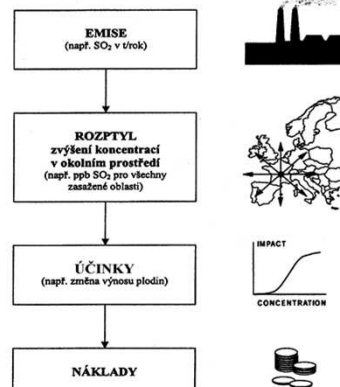 EMISE
(např. SO₂ v t/rok)
ROZPTYL
zvýšení koncentrací
v okolním prostředí
(např. ppb SO₂ pro všechny
zasažené oblasti)
IMPACT
CONCENTRATION
ÚČINKY
(např. změna výnosu plodin)
NÁKLADY